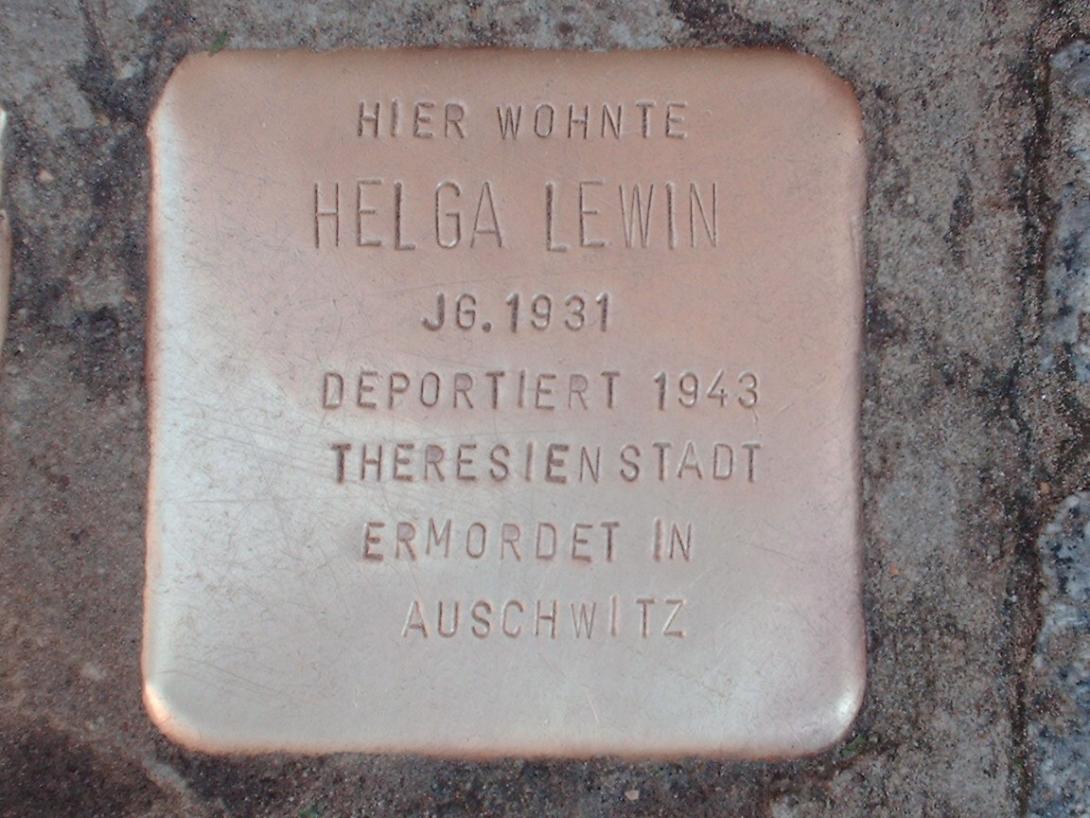 HIER WOHNTE
HELGA LEWIN
JG. 1931
DEPORTIERT 1943
THERESIENSTADT
ERMORDET IN
AUSCHWITZ